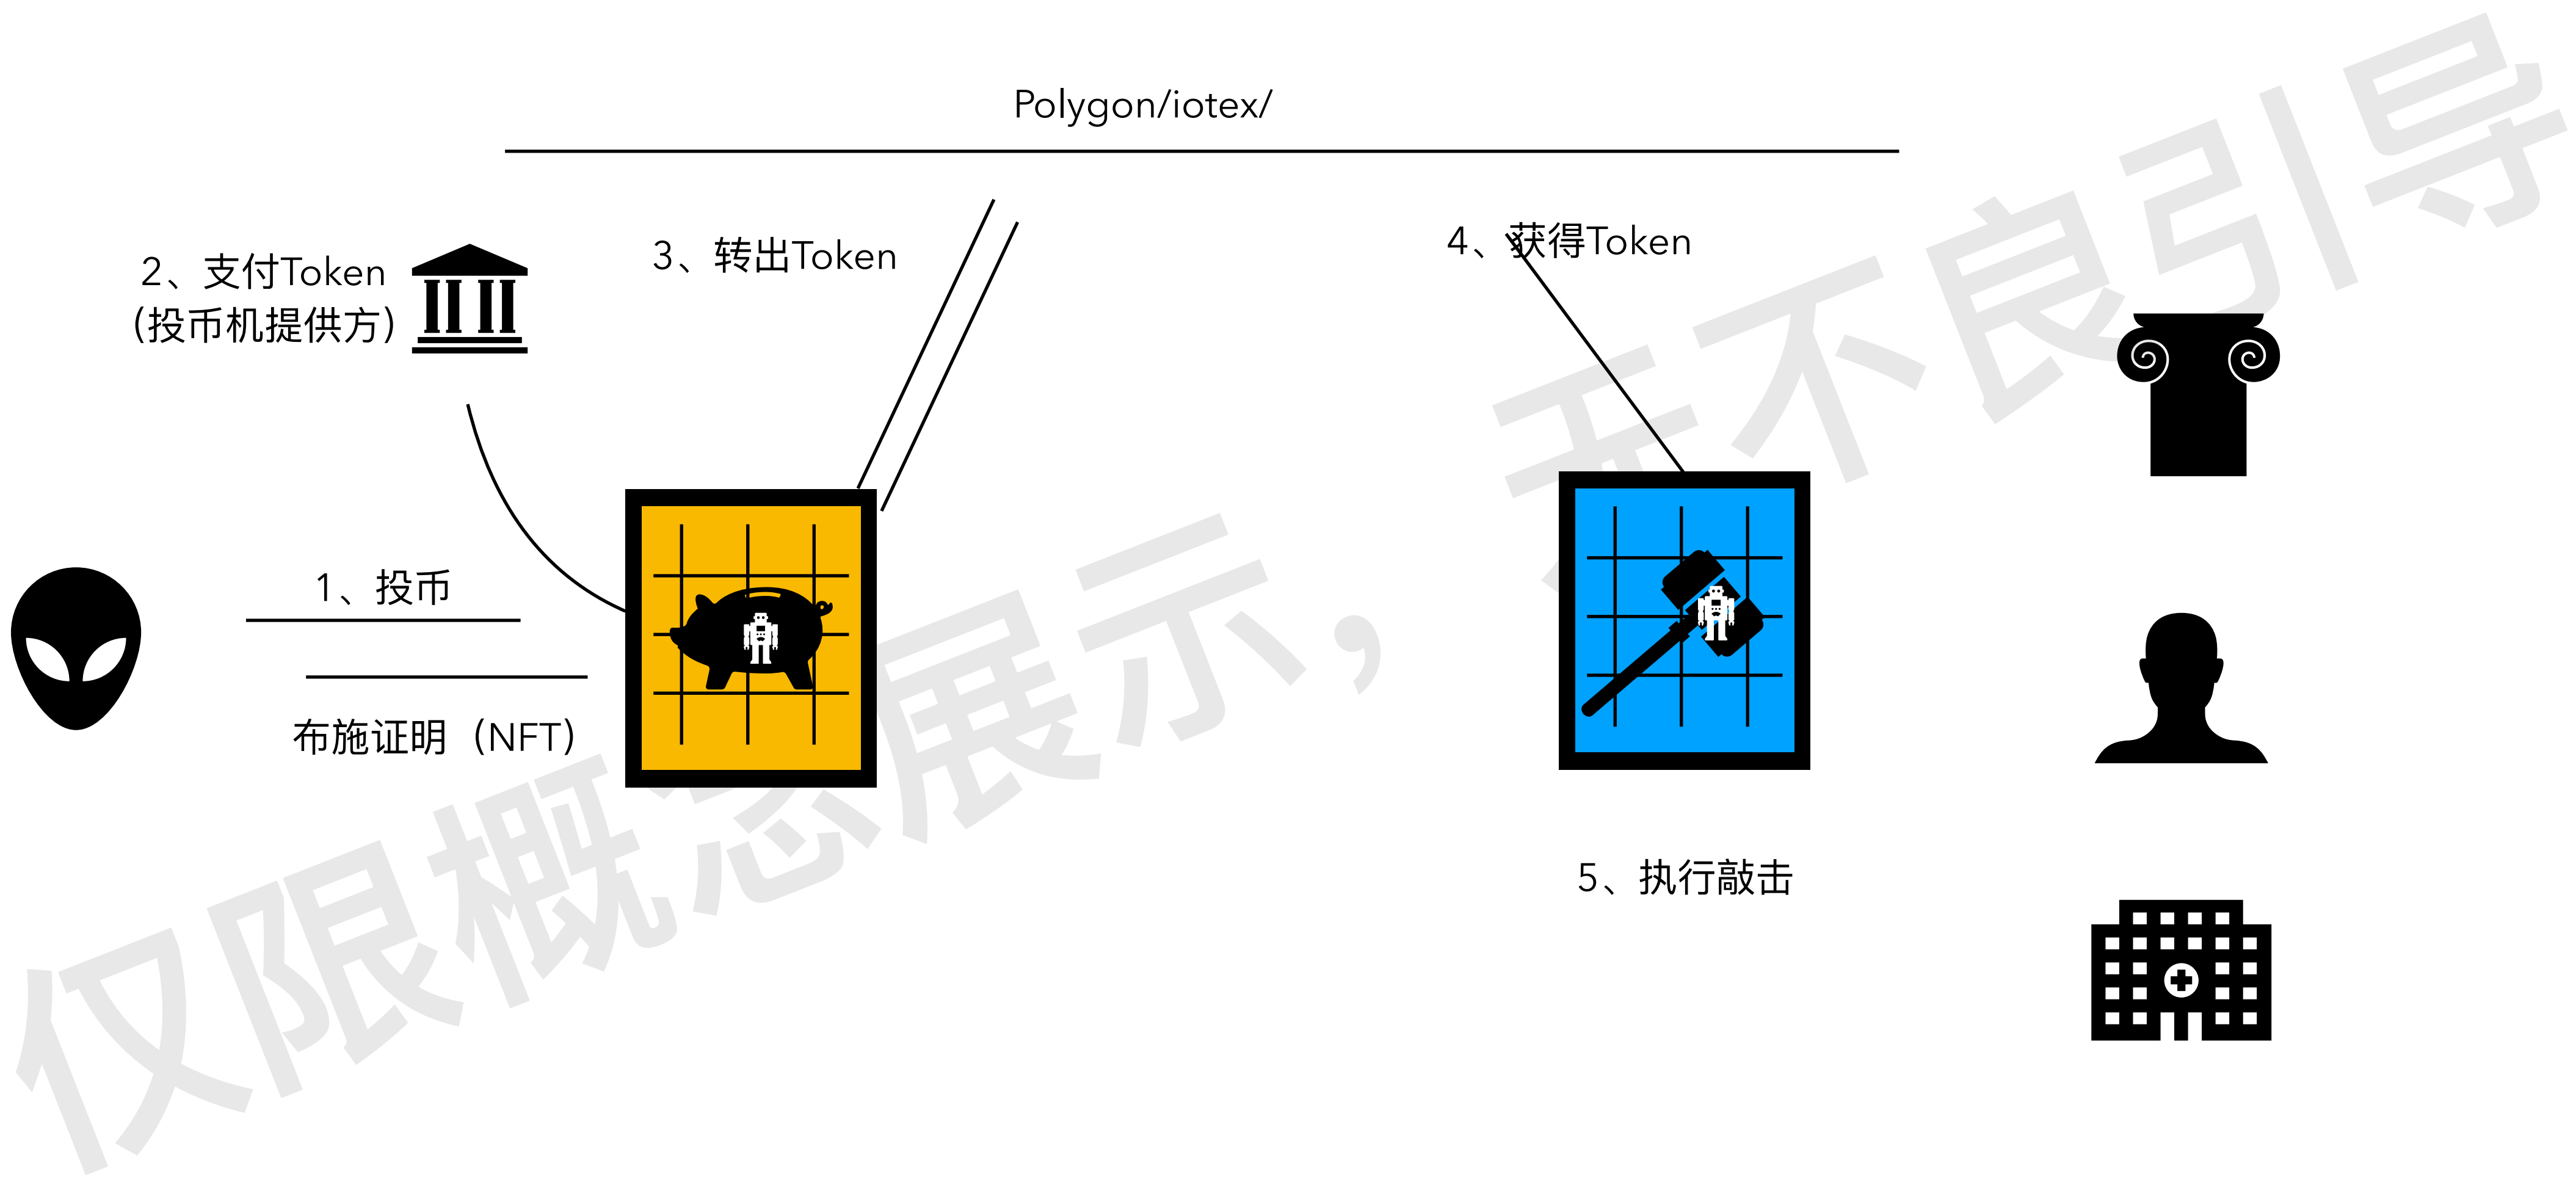 Polygon/iotex/
2、支付Token
(投币机提供方)
3、转出Token
4、获得Token
1、投币
布施证明（NFT）
5、执行敲击
仅限概念展示，无不良引导